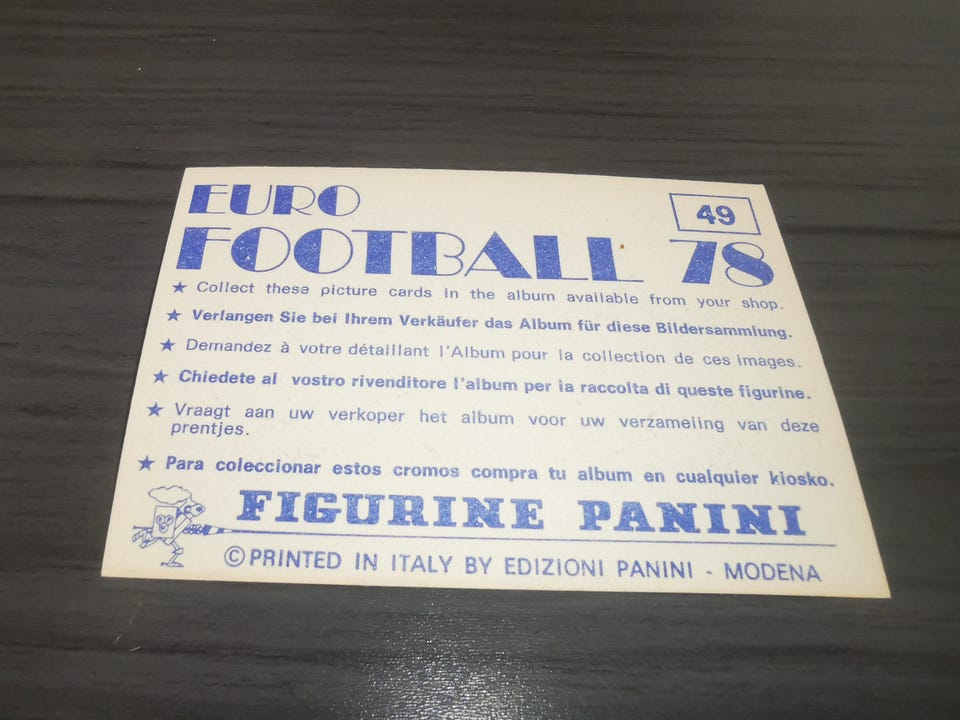 EURO
49
FOOTBALL 78
★ Collect these picture cards in the album available from your shop.
★ Verlangen Sie bei Ihrem Verkäufer das Album für diese Bildersammlung.
★ Demandez à votre détaillant l'Album pour la collection de ces images.
★ Chiedete al vostro rivenditore l'album per la raccolta di queste figurine.
★ Vraagt aan uw verkoper het album voor uw verzameling van deze
prentjes.
★ Para coleccionar estos cromos compra tu album en cualquier kiosko.
FIGURINE PANINI
© PRINTED IN ITALY BY EDIZIONI PANINI - MODENA